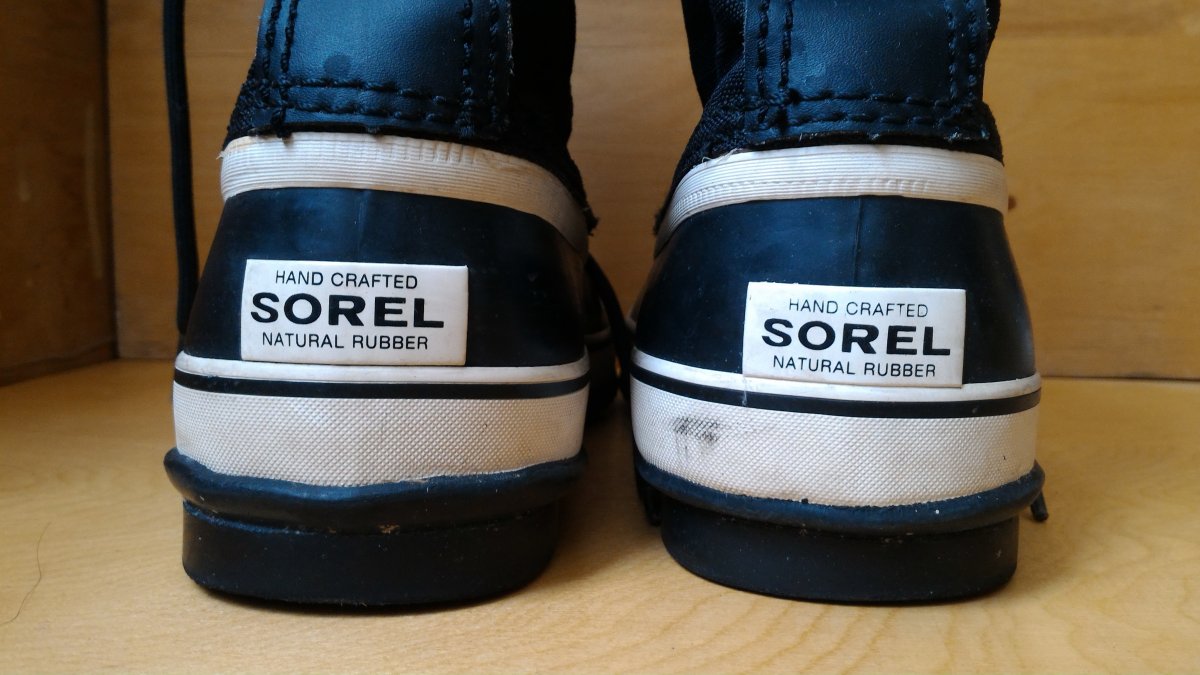 HAND CRAFTED
SOREL
NATURAL RUBBER
HAND CRAFTED
SOREL
NATURAL RUBBER